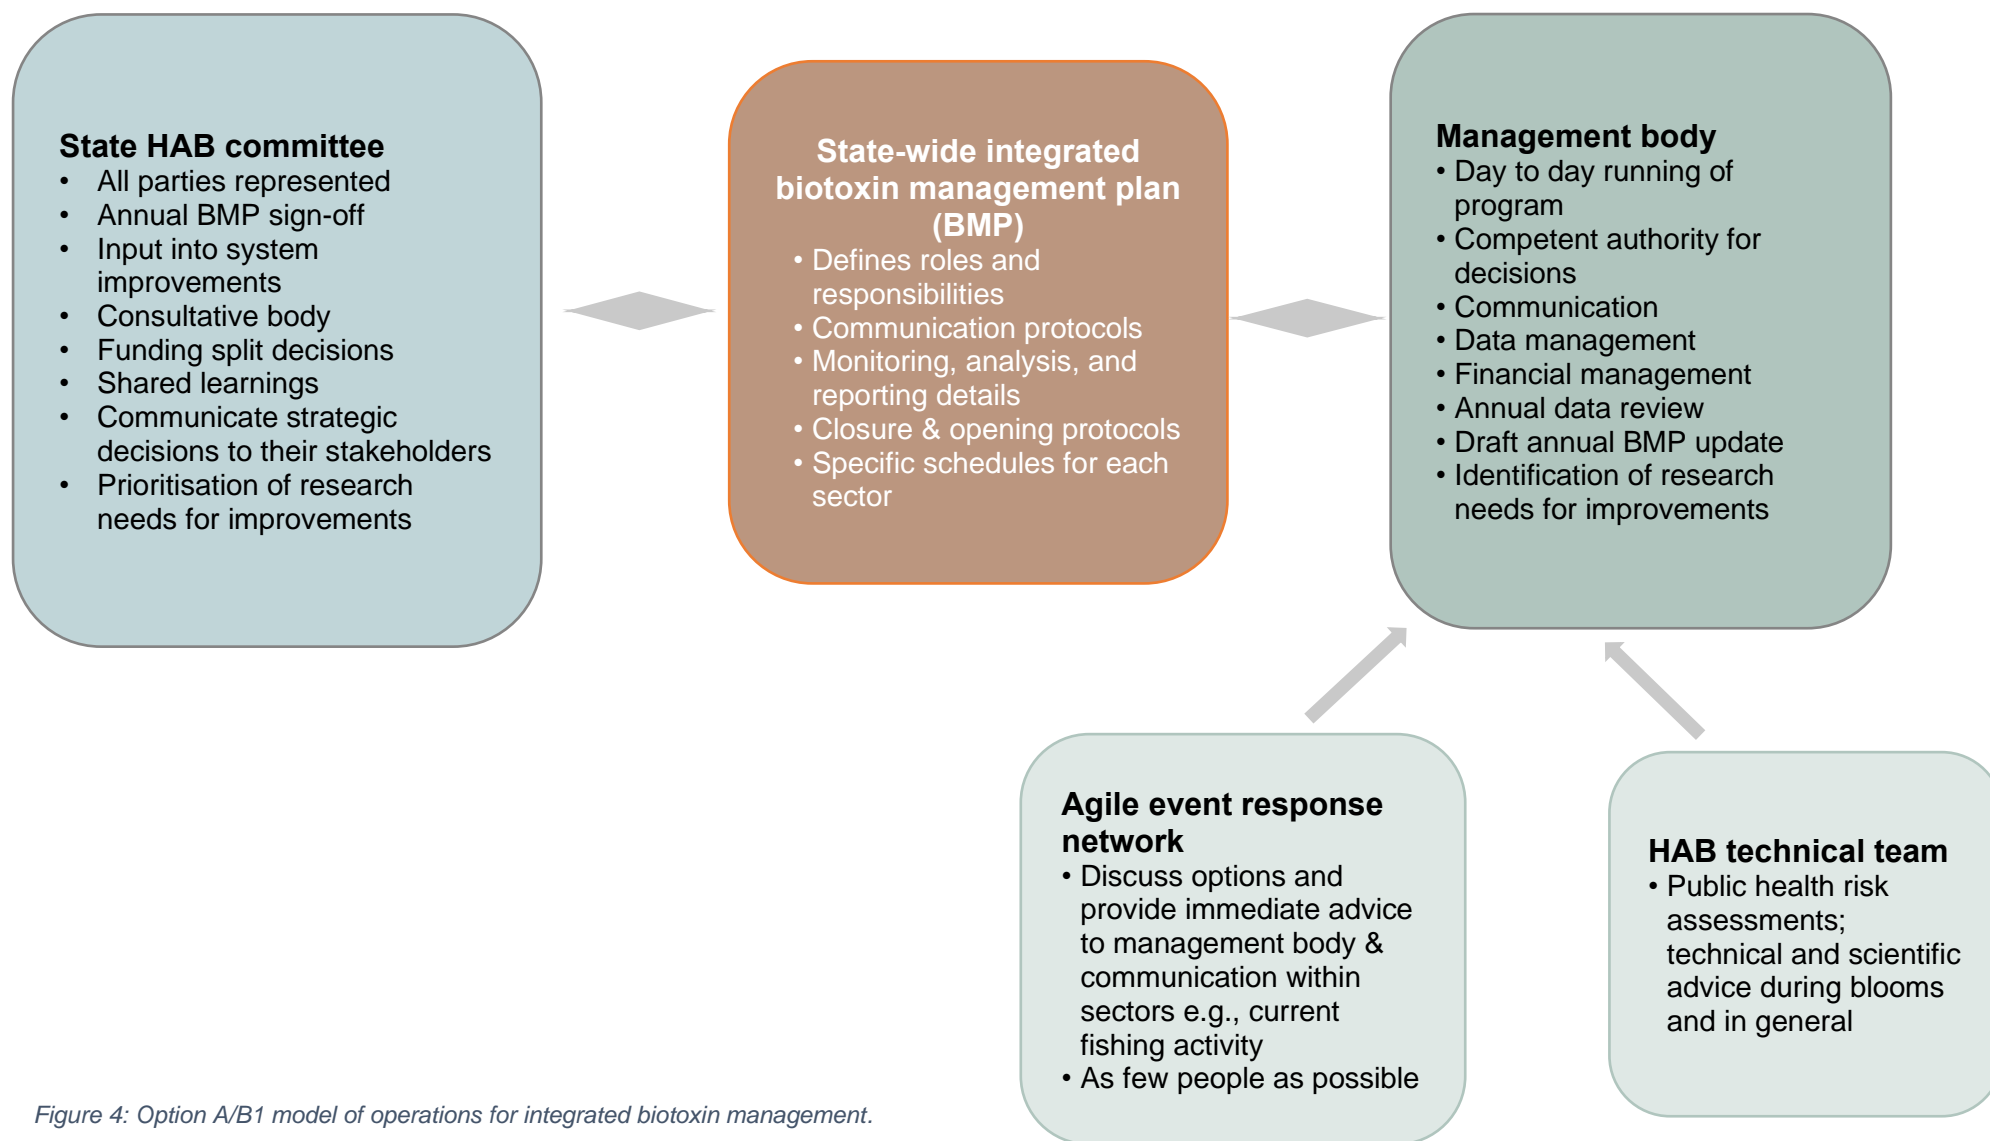 State HAB committee
• All parties represented
• Annual BMP sign-off
• Input into system
improvements
• Consultative body
• Funding split decisions
• Shared learnings
• Communicate strategic
decisions to their stakeholders
• Prioritisation of research
needs for improvements
State-wide integrated
biotoxin management plan
(BMP)
• Defines roles and
responsibilities
• Communication protocols
• Monitoring, analysis, and
reporting details
• Closure & opening protocols
• Specific schedules for each
sector
Management body
• Day to day running of
program
• Competent authority for
decisions
• Communication
• Data management
• Financial management
• Annual data review
• Draft annual BMP update
• Identification of research
needs for improvements
Agile event response
network
• Discuss options and
provide immediate advice
to management body &
communication within
sectors e.g., current
fishing activity
• As few people as possible
HAB technical team
• Public health risk
assessments;
technical and scientific
advice during blooms
and in general
Figure 4: Option A/B1 model of operations for integrated biotoxin management.